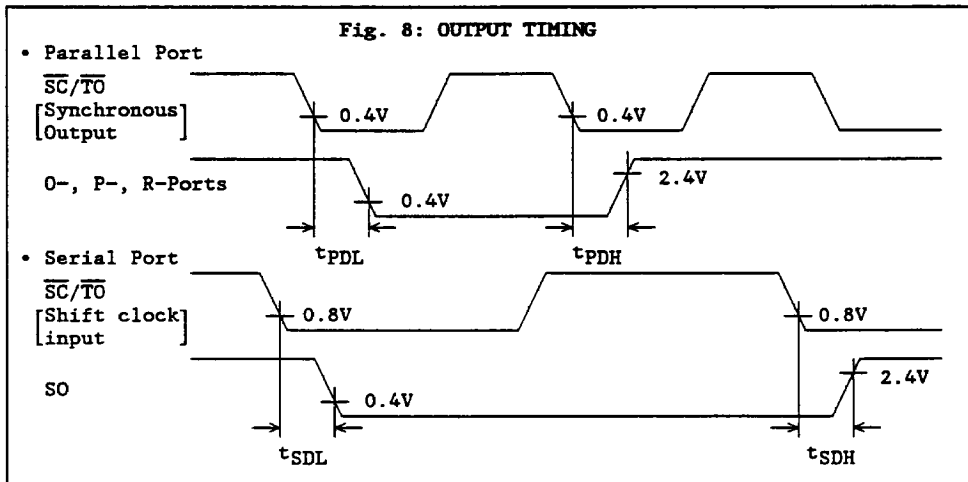 Fig. 8: OUTPUT TIMING
• Parallel Port
SC/TO
[Synchronous
Output]
0.4V
0.4V
O-, P-, R-Ports
0.4V
2.4V
tPDL
tPDH
• Serial Port
SC/TO
[Shift clock
input]
0.8V
0.8V
SO
0.4V
2.4V
tSDL
tSDH